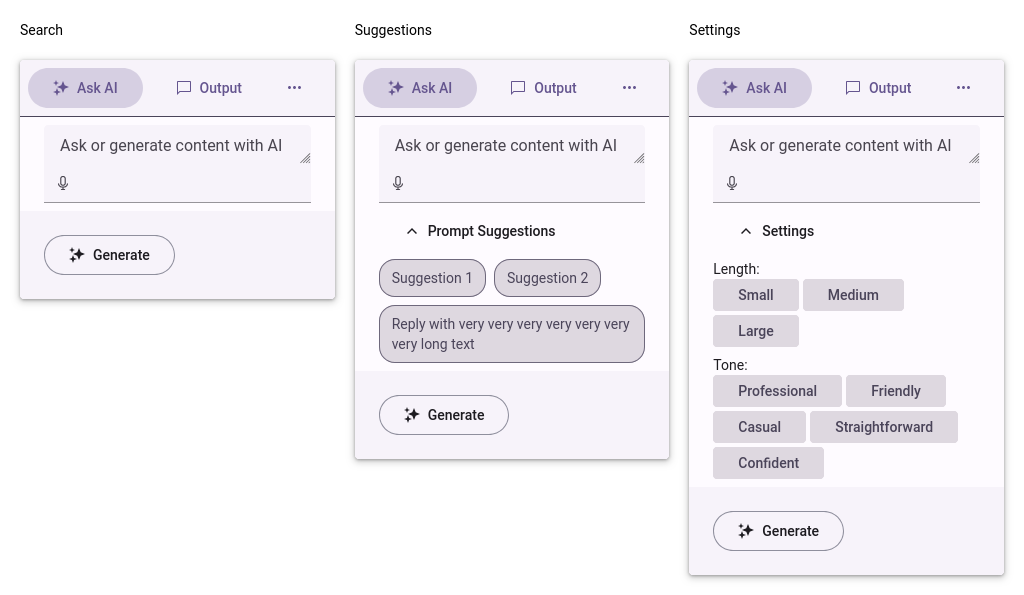 Search
Ask AI
Output
Ask or generate content with AI
Generate
Suggestions
Ask AI
Output
Ask or generate content with AI
Prompt Suggestions
Suggestion 1
Suggestion 2
Reply with very very very very very very
very long text
Generate
Settings
Ask AI
Output
Ask or generate content with AI
Settings
Length:
Small
Medium
Large
Tone:
Professional
Friendly
Casual
Straightforward
Confident
Generate